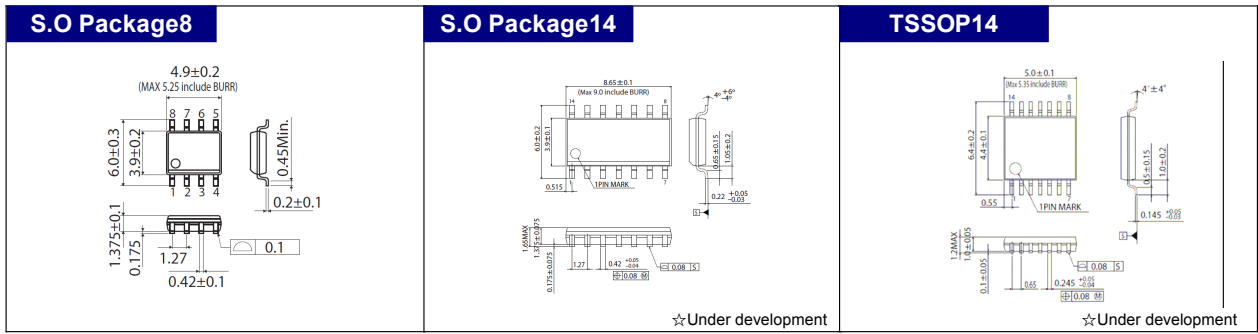 S.O Package8
4.9±0.2
(MAX 5.25 include BURR)
8 7 6 5
6.0±0.3
3.9±0.2
0.45Min.
1 2 3 4
0.2±0.1
1.375±0.1
0.175
1.27
0.42±0.1
0.1
S.O Package14
8.65±0.1
(Max 9.0 include BURR)
14 8
4° +6° -4°
6.0±0.2
3.9±0.1
0.65±0.15
1.05±0.2
1 7
0.515
1PIN MARK
0.22 +0.05 -0.03
S
1.65MAX
1.375±0.075
0.175±0.075
1.27
0.42 +0.05 -0.04
0.08 S
0.08 M
☆Under development
TSSOP14
5.0±0.1
(Max 5.35 include BURR)
14 8
4°±4°
6.4±0.2
4.4±0.1
0.5±0.15
1.0±0.2
1 7
0.55
1PIN MARK
0.145 +0.05 -0.03
S
1.2MAX
1.0±0.05
0.1±0.05
0.65
0.245 +0.05 -0.04
0.08 S
0.08 M
☆Under development